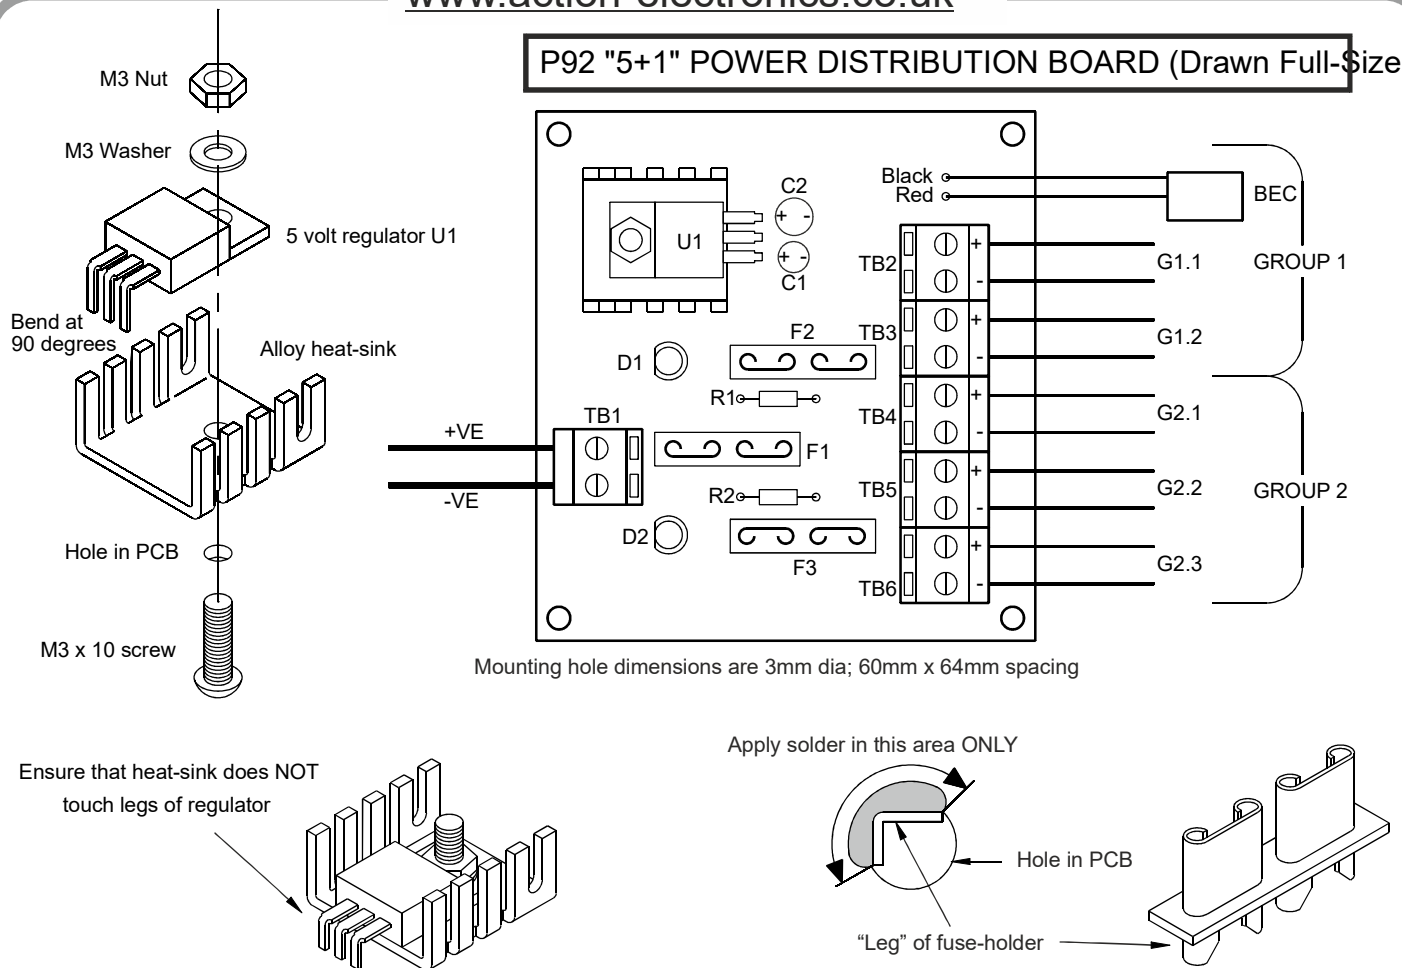 www.action-electronics.co.uk
P92 "5+1" POWER DISTRIBUTION BOARD (Drawn Full-Size
M3 Nut
M3 Washer
5 volt regulator U1
Bend at
90 degrees
Alloy heat-sink
Hole in PCB
M3 x 10 screw
+VE
-VE
TB1
U1
C2
+ -
+ -
C1
D1
F2
R1
F1
R2
D2
F3
Black
Red
BEC
TB2
+
-
G1.1
GROUP 1
TB3
+
-
G1.2
TB4
+
-
G2.1
TB5
+
-
G2.2
GROUP 2
TB6
+
-
G2.3
Mounting hole dimensions are 3mm dia; 60mm x 64mm spacing
Ensure that heat-sink does NOT
touch legs of regulator
Apply solder in this area ONLY
Hole in PCB
“Leg” of fuse-holder